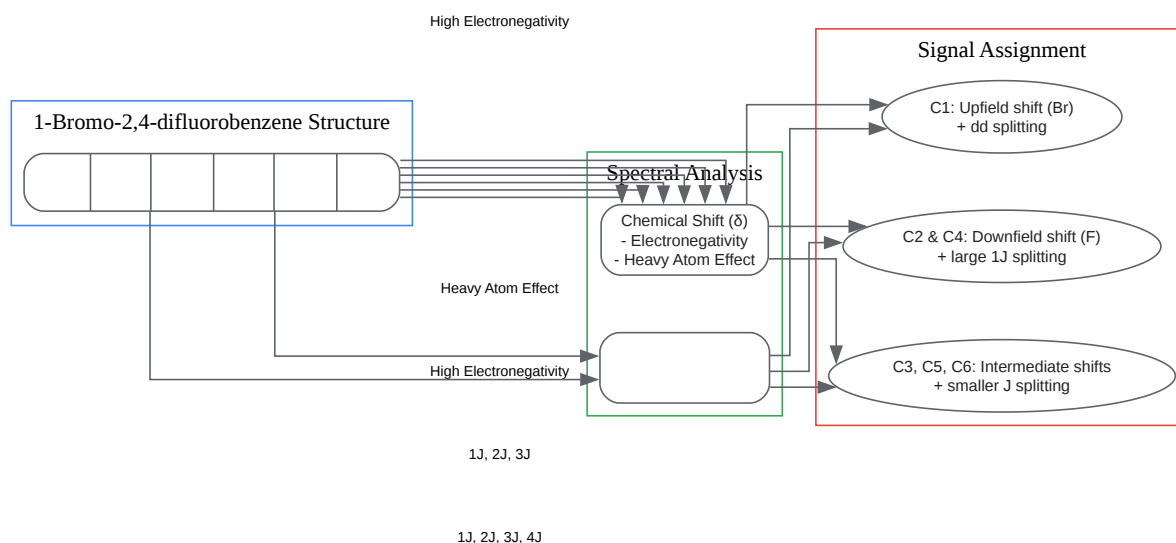 High Electronegativity
Signal Assignment
1-Bromo-2,4-difluorobenzene Structure
C1: Upfield shift (Br)
+ dd splitting
Spectral Analysis
Chemical Shift (δ)
- Electronegativity
- Heavy Atom Effect
C2 & C4: Downfield shift (F)
+ large 1J splitting
Heavy Atom Effect
High Electronegativity
C3, C5, C6: Intermediate shifts
+ smaller J splitting
1J, 2J, 3J
1J, 2J, 3J, 4J